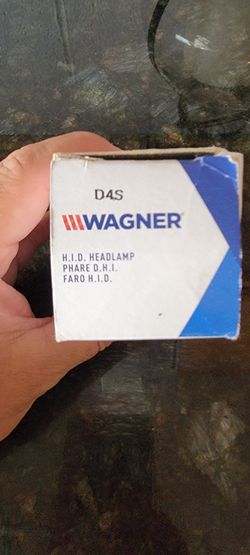 D4S
WAGNER
H.I.D. HEADLAMP
PHARE D.H.I.
FARO H.I.D.